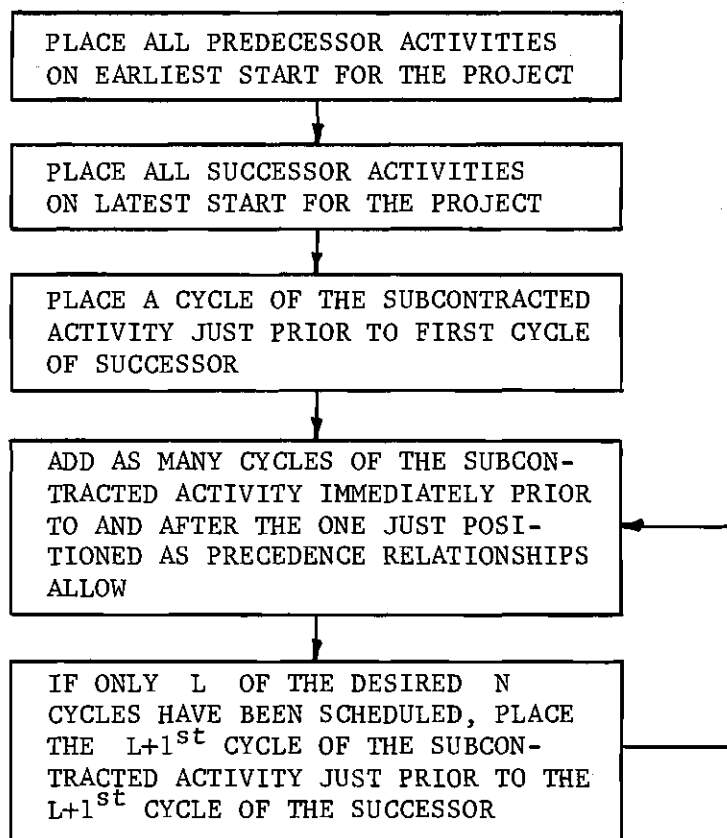 PLACE ALL PREDECESSOR ACTIVITIES
ON EARLIEST START FOR THE PROJECT
PLACE ALL SUCCESSOR ACTIVITIES
ON LATEST START FOR THE PROJECT
PLACE A CYCLE OF THE SUBCONTRACTED
ACTIVITY JUST PRIOR TO FIRST CYCLE
OF SUCCESSOR
ADD AS MANY CYCLES OF THE SUBCON-
TRACTED ACTIVITY IMMEDIATELY PRIOR
TO AND AFTER THE ONE JUST POSI-
TIONED AS PRECEDENCE RELATIONSHIPS
ALLOW
IF ONLY L OF THE DESIRED N
CYCLES HAVE BEEN SCHEDULED, PLACE
THE L+1st CYCLE OF THE SUBCON-
TRACTED ACTIVITY JUST PRIOR TO THE
L+1st CYCLE OF THE SUCCESSOR